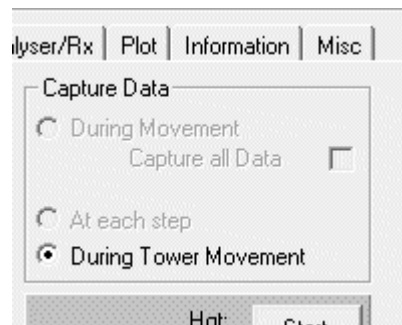 lyser/Rx Plot Information Misc
Capture Data
During Movement
Capture all Data
At each step
During Tower Movement
Hgt: Start